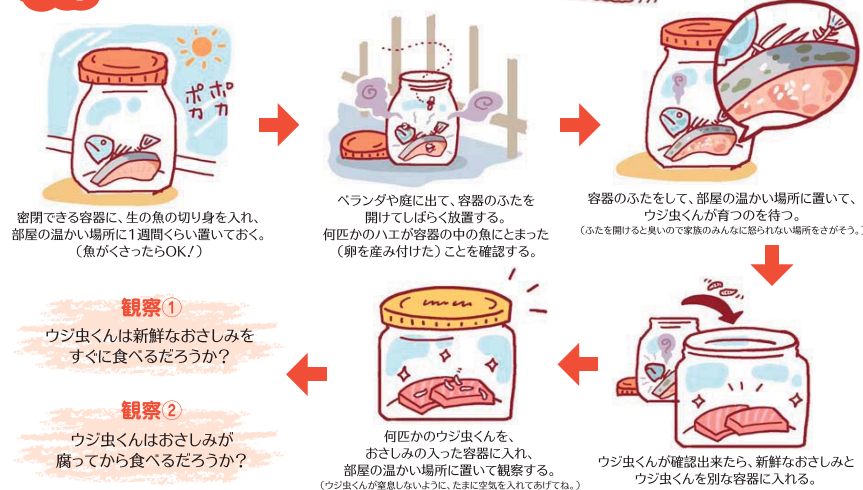 ポカ
ポカ
密閉できる容器に、生の魚の切り身を入れ、
部屋の温かい場所に1週間くらい置いておく。
（魚がくさったらOK!）
ベランダや庭に出て、容器のふたを
開けてしばらく放置する。
何匹かのハエが容器の中の魚にとまった
（卵を産み付けた）ことを確認する。
容器のふたをして、部屋の温かい場所に置いて、
ウジ虫くんが育つのを待つ。
（ふたを開けると臭いので家族のみんなに怒られない場所をさがそう。）
ウジ虫くんが確認出来たら、新鮮なおさしみと
ウジ虫くんを別な容器に入れる。
何匹かのウジ虫くんを、
おさしみの入った容器に入れ、
部屋の温かい場所に置いて観察する。
（ウジ虫くんが窒息しないように、たまに空気を入れてあげてね。）
観察①
ウジ虫くんは新鮮なおさしみを
すぐに食べるだろうか？
観察②
ウジ虫くんはおさしみが
腐ってから食べるだろうか？